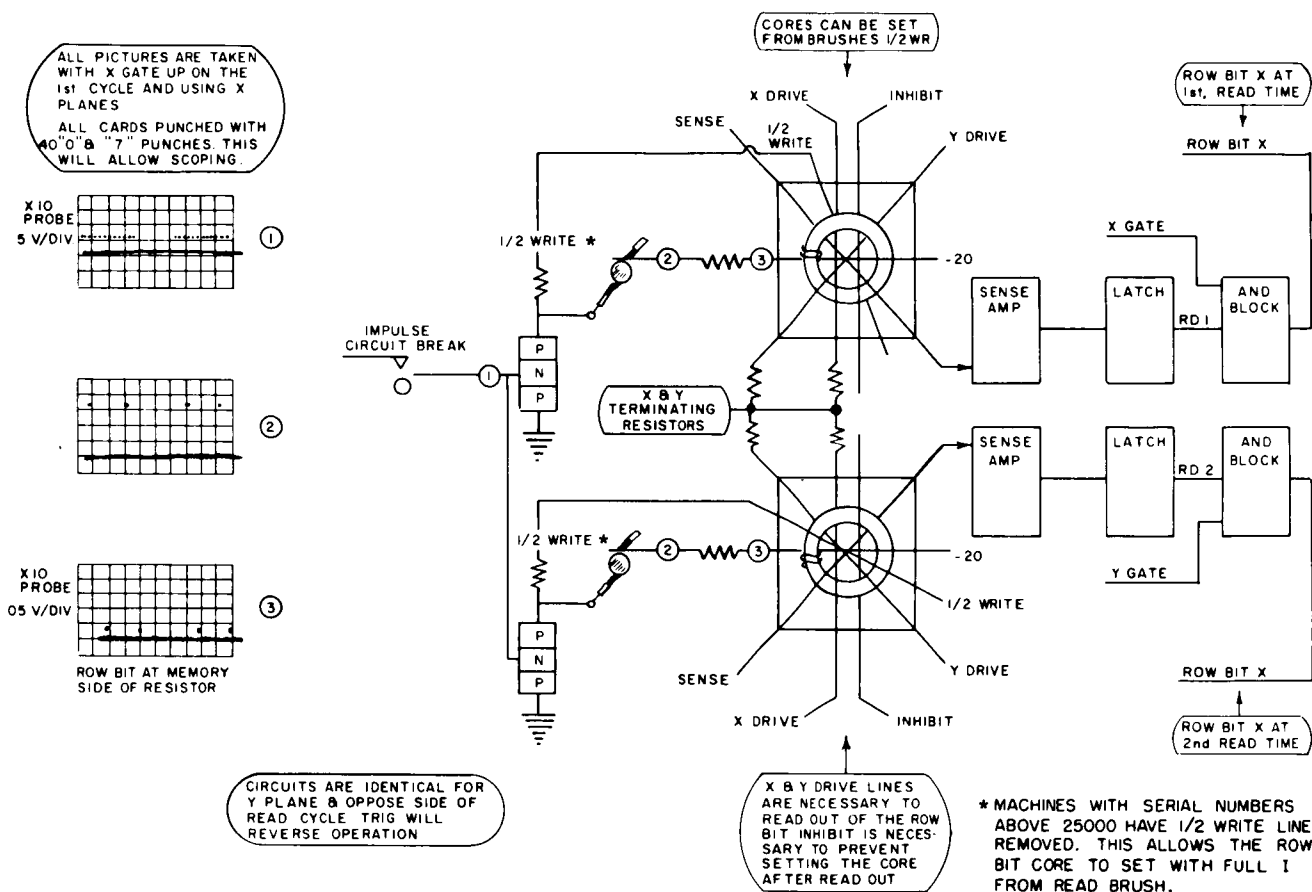 ALL PICTURES ARE TAKEN
WITH X GATE UP ON THE
1st CYCLE AND USING X
PLANES
ALL CARDS PUNCHED WITH
40"0"& "7" PUNCHES. THIS
WILL ALLOW SCOPING.
X 10
PROBE
5 V/DIV
1
2
X 10
PROBE
05 V/DIV
3
ROW BIT AT MEMORY
SIDE OF RESISTOR
CORES CAN BE SET
FROM BRUSHES 1/2 WR
X DRIVE
INHIBIT
SENSE
1/2
WRITE
Y DRIVE
1/2 WRITE *
2
3
-20
IMPULSE
CIRCUIT BREAK
1
P
N
P
X & Y
TERMINATING
RESISTORS
1/2 WRITE *
2
3
-20
1/2 WRITE
P
N
P
SENSE
Y DRIVE
X DRIVE
INHIBIT
ROW BIT X AT
1st, READ TIME
ROW BIT X
X GATE
SENSE
AMP
LATCH
RD 1
AND
BLOCK
SENSE
AMP
LATCH
RD 2
AND
BLOCK
Y GATE
ROW BIT X
ROW BIT X AT
2nd READ TIME
CIRCUITS ARE IDENTICAL FOR
Y PLANE & OPPOSE SIDE OF
READ CYCLE TRIG WILL
REVERSE OPERATION
X & Y DRIVE LINES
ARE NECESSARY TO
READ OUT OF THE ROW
BIT INHIBIT IS NECES-
SARY TO PREVENT
SETTING THE CORE
AFTER READ OUT
* MACHINES WITH SERIAL NUMBERS
ABOVE 25000 HAVE 1/2 WRITE LINE
REMOVED. THIS ALLOWS THE ROW
BIT CORE TO SET WITH FULL I
FROM READ BRUSH.